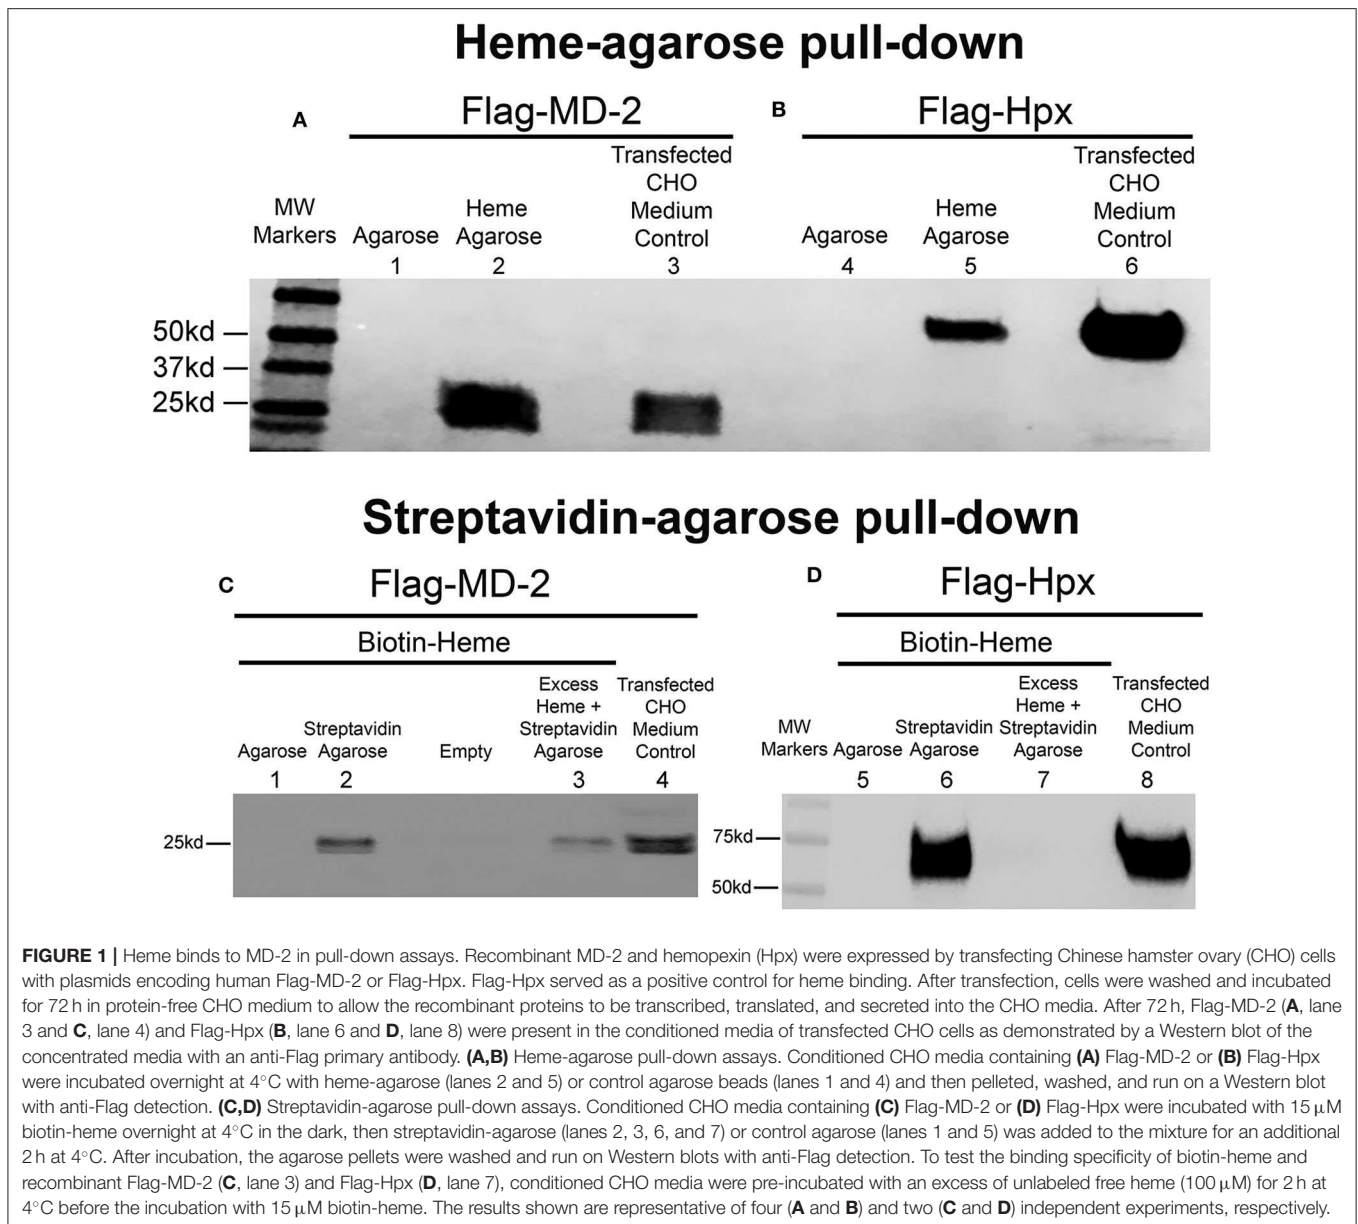 Heme-agarose pull-down
A
Flag-MD-2
B
Flag-Hpx
MW
Markers
Agarose
1
Heme
Agarose
2
Transfected
CHO
Medium
Control
3
Agarose
4
Heme
Agarose
5
Transfected
CHO
Medium
Control
6
50kd
37kd
25kd
Streptavidin-agarose pull-down
C
Flag-MD-2
Biotin-Heme
Agarose
1
Streptavidin
Agarose
2
Empty
Excess
Heme +
Streptavidin
Agarose
3
Transfected
CHO
Medium
Control
4
25kd
D
Flag-Hpx
Biotin-Heme
MW
Markers
Agarose
5
Streptavidin
Agarose
6
Excess
Heme +
Streptavidin
Agarose
7
Transfected
CHO
Medium
Control
8
75kd
50kd
FIGURE 1 | Heme binds to MD-2 in pull-down assays. Recombinant MD-2 and hemopexin (Hpx) were expressed by transfecting Chinese hamster ovary (CHO) cells
with plasmids encoding human Flag-MD-2 or Flag-Hpx. Flag-Hpx served as a positive control for heme binding. After transfection, cells were washed and incubated
for 72 h in protein-free CHO medium to allow the recombinant proteins to be transcribed, translated, and secreted into the CHO media. After 72 h, Flag-MD-2 (A, lane
3 and C, lane 4) and Flag-Hpx (B, lane 6 and D, lane 8) were present in the conditioned media of transfected CHO cells as demonstrated by a Western blot of the
concentrated media with an anti-Flag primary antibody. (A,B) Heme-agarose pull-down assays. Conditioned CHO media containing (A) Flag-MD-2 or (B) Flag-Hpx
were incubated overnight at 4°C with heme-agarose (lanes 2 and 5) or control agarose beads (lanes 1 and 4) and then pelleted, washed, and run on a Western blot
with anti-Flag detection. (C,D) Streptavidin-agarose pull-down assays. Conditioned CHO media containing (C) Flag-MD-2 or (D) Flag-Hpx were incubated with 15 μM
biotin-heme overnight at 4°C in the dark, then streptavidin-agarose (lanes 2, 3, 6, and 7) or control agarose (lanes 1 and 5) was added to the mixture for an additional
2 h at 4°C. After incubation, the agarose pellets were washed and run on Western blots with anti-Flag detection. To test the binding specificity of biotin-heme and
recombinant Flag-MD-2 (C, lane 3) and Flag-Hpx (D, lane 7), conditioned CHO media were pre-incubated with an excess of unlabeled free heme (100 μM) for 2 h at
4°C before the incubation with 15 μM biotin-heme. The results shown are representative of four (A and B) and two (C and D) independent experiments, respectively.